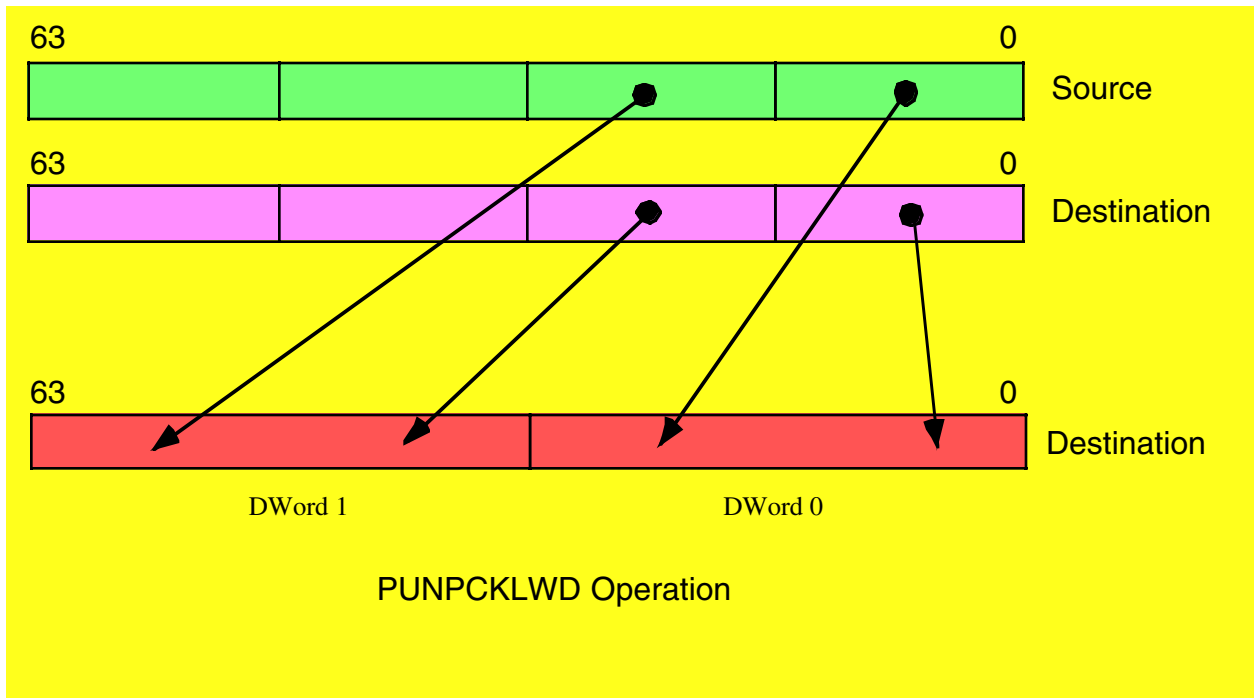 63 0
Source
63 0
Destination
63 0
Destination
DWord 1 DWord 0
PUNPCKLWD Operation